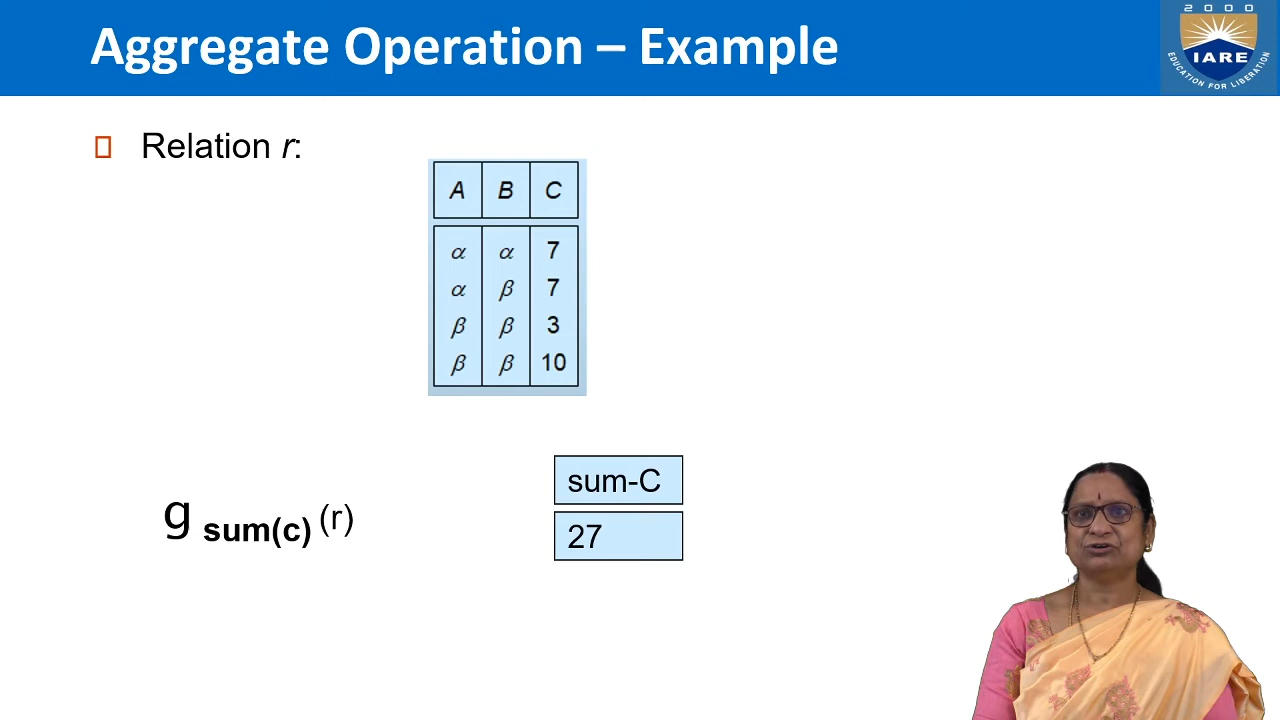 Aggregate Operation – Example
2000
IARE
EDUCATION FOR LIBERATION
Relation r:
A B C
α α 7
α β 7
β β 3
β β 10
g sum(c) (r)
sum-C
27